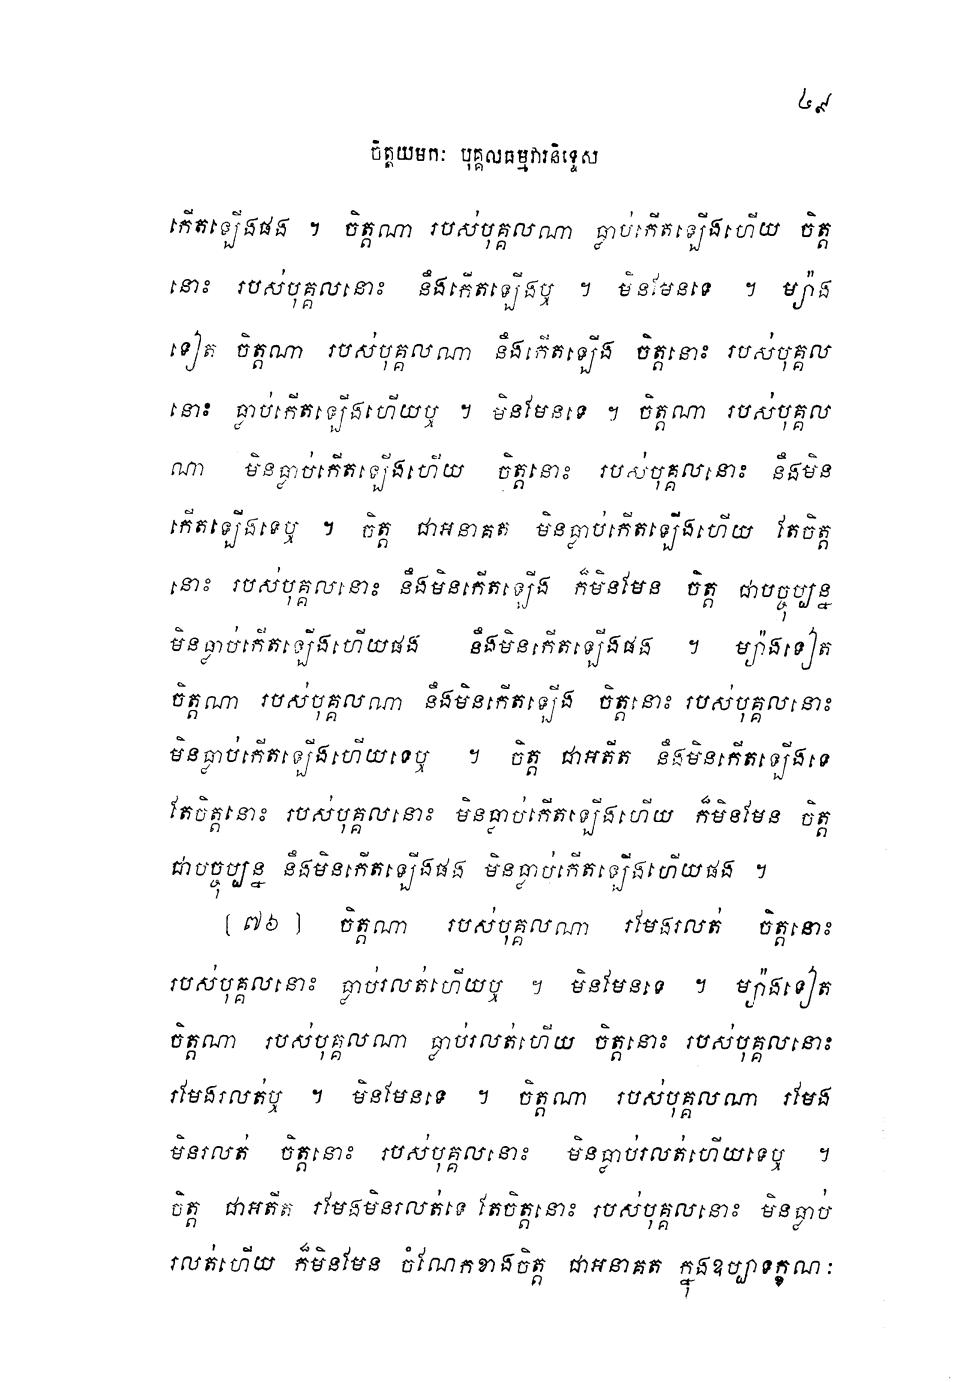 ៤៩
ចិត្តយមកៈ បុគ្គលធម្មវារនិទ្ទេស
កើតឡើងផង ។ ចិត្តណា របស់បុគ្គលណា ធ្លាប់កើតឡើងហើយ ចិត្ត
នោះ របស់បុគ្គលនោះ នឹងកើតឡើងឬ ។ មិនមែនទេ ។ ម្យ៉ាង
ទៀត ចិត្តណា របស់បុគ្គលណា នឹងកើតឡើង ចិត្តនោះ របស់បុគ្គល
នោះ ធ្លាប់កើតឡើងហើយឬ ។ មិនមែនទេ ។ ចិត្តណា របស់បុគ្គល
ណា មិនធ្លាប់កើតឡើងហើយ ចិត្តនោះ របស់បុគ្គលនោះ នឹងមិន
កើតឡើងទេឬ ។ ចិត្ត ជាអនាគត មិនធ្លាប់កើតឡើងហើយ តែចិត្ត
នោះ របស់បុគ្គលនោះ នឹងមិនកើតឡើង ក៏មិនមែន ចិត្ត ជាបច្ចុប្បន្ន
មិនធ្លាប់កើតឡើងហើយផង នឹងមិនកើតឡើងផង ។ ម្យ៉ាងទៀត
ចិត្តណា របស់បុគ្គលណា នឹងមិនកើតឡើង ចិត្តនោះ របស់បុគ្គលនោះ
មិនធ្លាប់កើតឡើងហើយទេឬ ។ ចិត្ត ជាអតីត នឹងមិនកើតឡើងទេ
តែចិត្តនោះ របស់បុគ្គលនោះ មិនធ្លាប់កើតឡើងហើយ ក៏មិនមែន ចិត្ត
ជាបច្ចុប្បន្ន នឹងមិនកើតឡើងផង មិនធ្លាប់កើតឡើងហើយផង ។
[៧៦] ចិត្តណា របស់បុគ្គលណា រមែងរលត់ ចិត្តនោះ
របស់បុគ្គលនោះ ធ្លាប់រលត់ហើយឬ ។ មិនមែនទេ ។ ម្យ៉ាងទៀត
ចិត្តណា របស់បុគ្គលណា ធ្លាប់រលត់ហើយ ចិត្តនោះ របស់បុគ្គលនោះ
រមែងរលត់ឬ ។ មិនមែនទេ ។ ចិត្តណា របស់បុគ្គលណា រមែង
មិនរលត់ ចិត្តនោះ របស់បុគ្គលនោះ មិនធ្លាប់រលត់ហើយទេឬ ។
ចិត្ត ជាអតីត រមែងមិនរលត់ទេ តែចិត្តនោះ របស់បុគ្គលនោះ មិនធ្លាប់
រលត់ហើយ ក៏មិនមែន ចំណែកខាងចិត្ត ជាអនាគត ក្នុងឧប្បាទក្ខណៈ